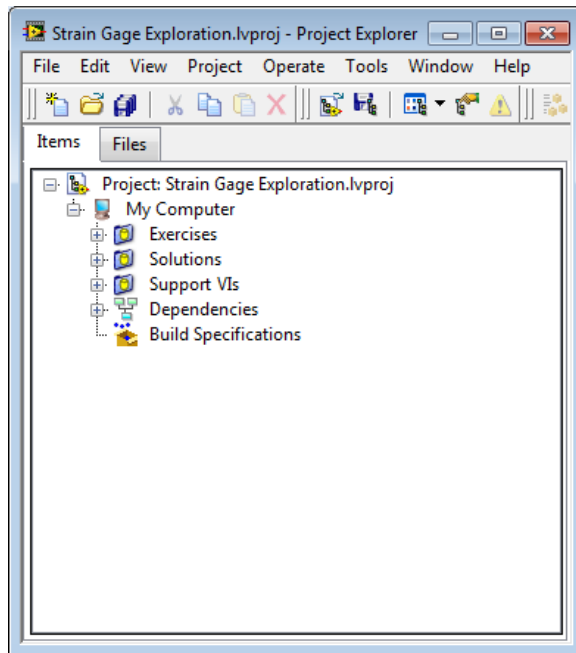 Strain Gage Exploration.lvproj - Project Explorer
File Edit View Project Operate Tools Window Help
Items Files
Project: Strain Gage Exploration.lvproj
My Computer
Exercises
Solutions
Support VIs
Dependencies
Build Specifications